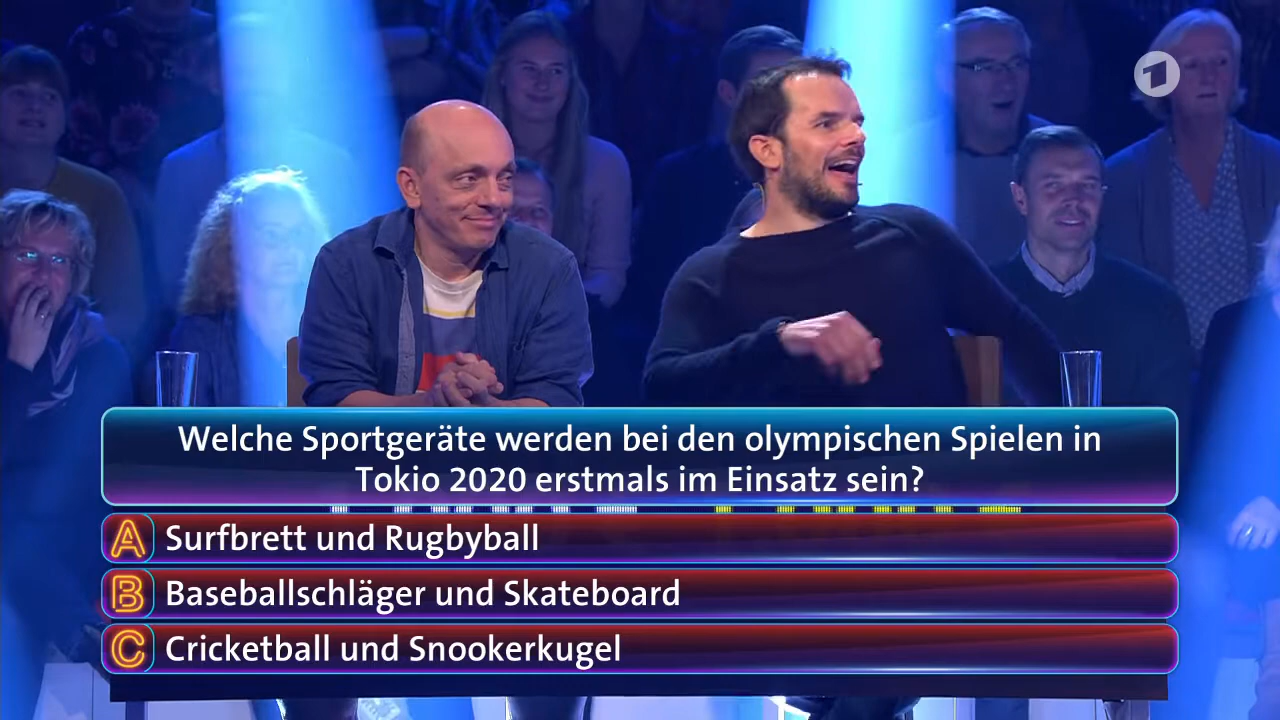 Welche Sportgeräte werden bei den olympischen Spielen in
Tokio 2020 erstmals im Einsatz sein?
A Surfbrett und Rugbyball
B Baseballschläger und Skateboard
C Cricketball und Snookerkugel
1